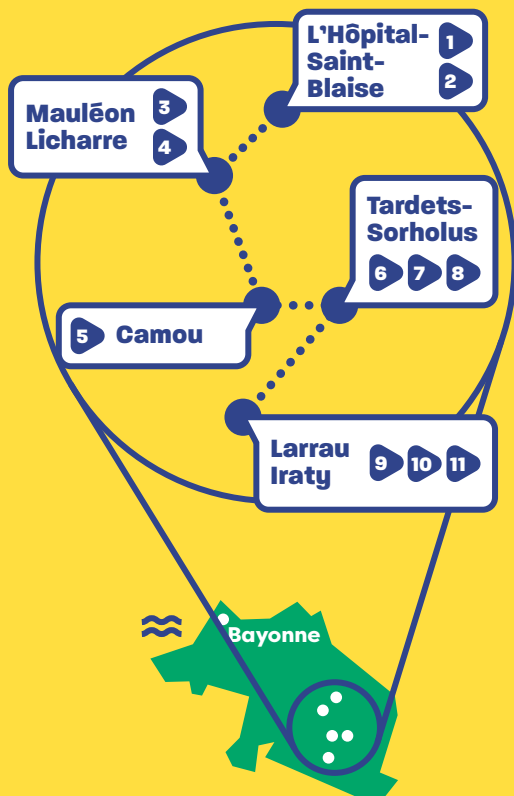 L'Hôpital-
Saint-
Blaise
1
2
Mauléon
Licharre
3
4
Tardets-
Sorholus
6 7 8
5 Camou
Larrau
Iraty
9 10 11
Bayonne